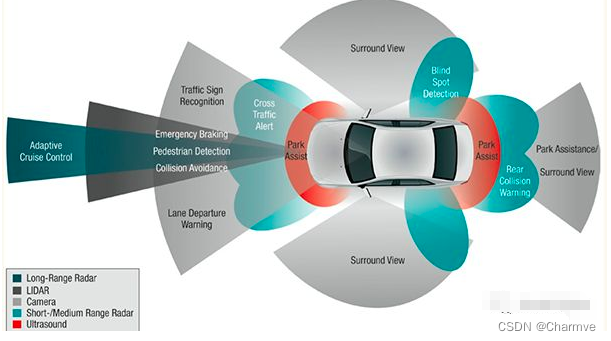 Surround View
Blind
Spot
Detection
Traffic Sign
Recognition
Cross
Traffic
Alert
Emergency Braking
Pedestrian Detection
Collision Avoidance
Adaptive
Cruise Control
Park
Assist
Park
Assist
Park Assistance/
Surround View
Rear
Collision
Warning
Lane Departure
Warning
Surround View
Long-Range Radar
LIDAR
Camera
Short-/Medium Range Radar
Ultrasound
CSDN @Charmve